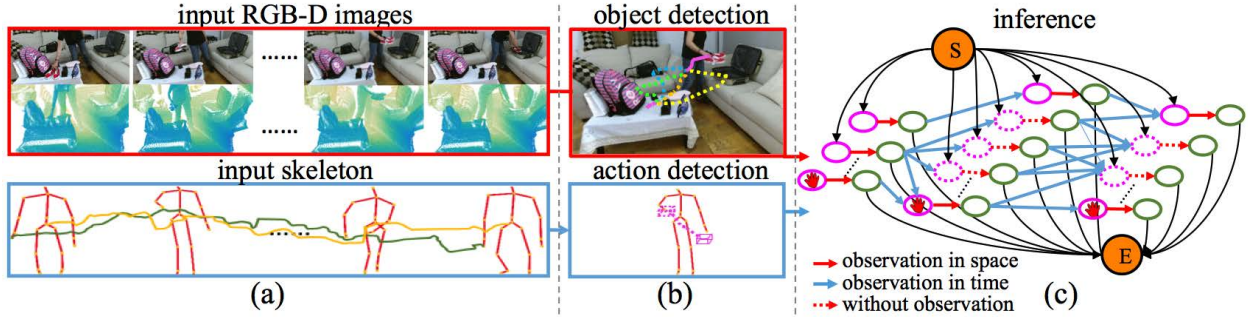 input RGB-D images
object detection
inference
S
......
......
input skeleton
action detection
......
E
observation in space
observation in time
without observation
(a)
(b)
(c)